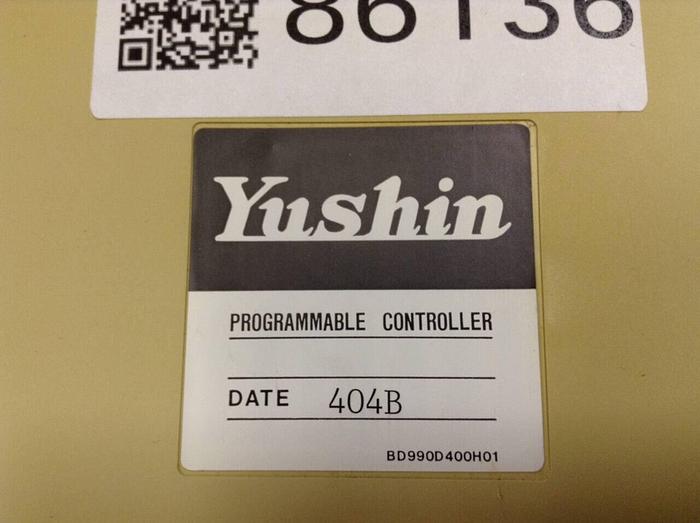 86136
Yushin
PROGRAMMABLE CONTROLLER
DATE 404B
BD990D400H01